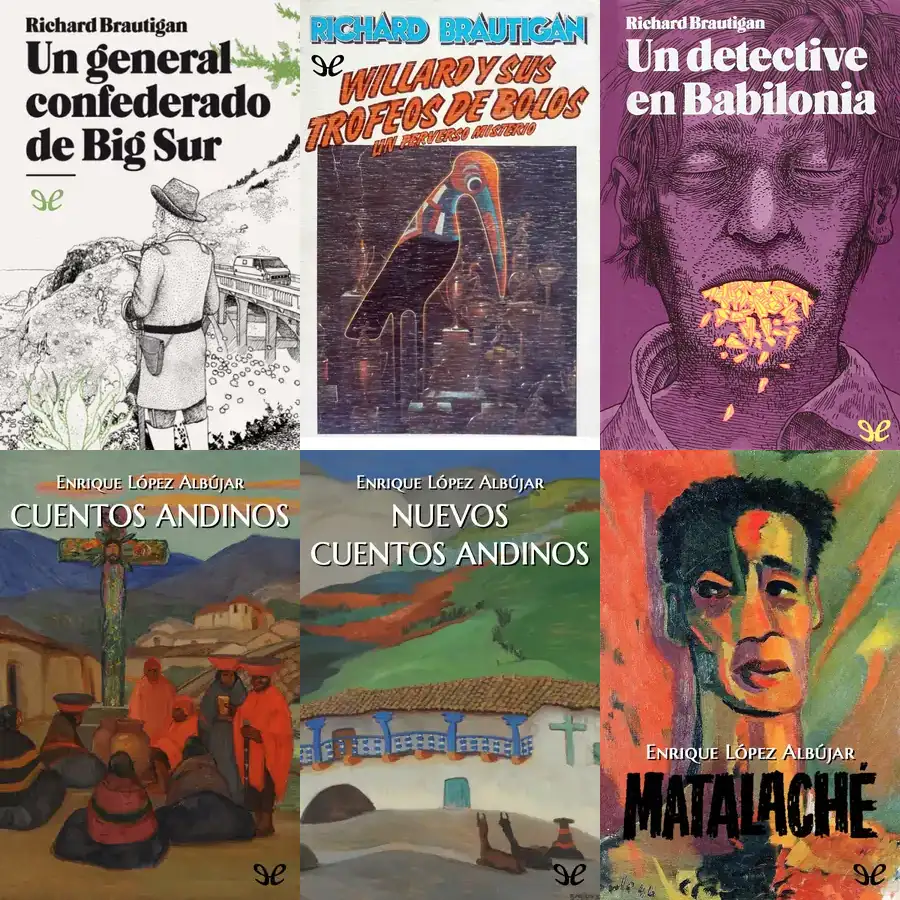 Richard Brautigan
Un general
confederado
de Big Sur
RICHARD BRAUTIGAN
WILLARD Y SUS
TROFEOS DE BOLOS
UN PERVERSO MISTERIO
Richard Brautigan
Un detective
en Babilonia
Enrique López Albújar
CUENTOS ANDINOS
Enrique López Albújar
NUEVOS
CUENTOS ANDINOS
Enrique López Albújar
MATALACHÉ